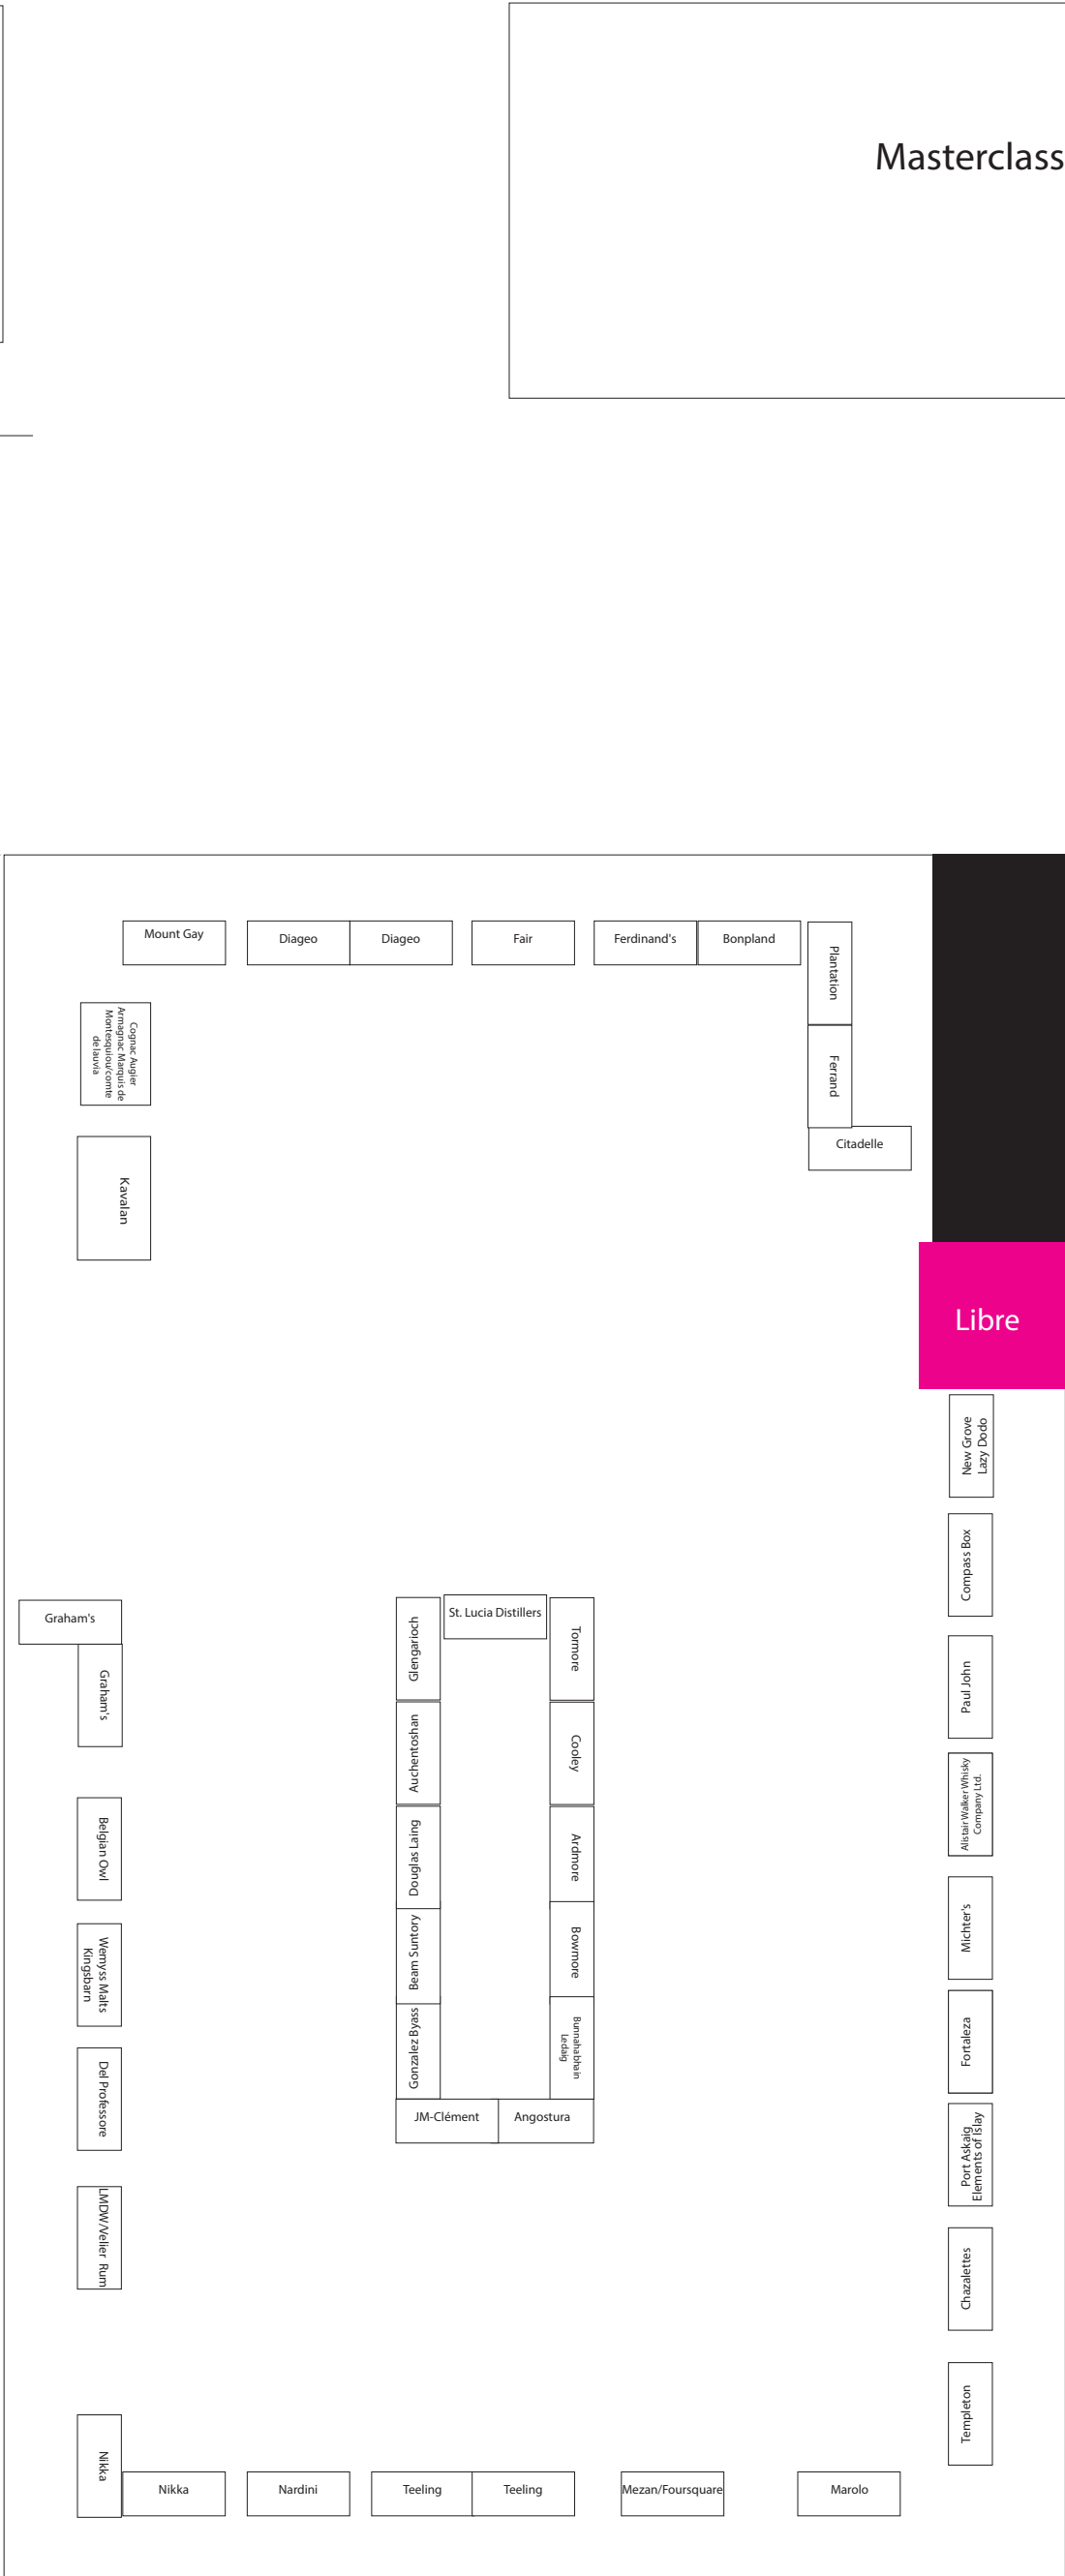 Masterclass
Mount Gay
Diageo
Diageo
Fair
Ferdinand's
Bonpland
Plantation
Ferrand
Citadelle
Cognac Augier
Armagnac Marquis de
Montesquiou/comte
de lauvia
Kavalan
Libre
New Grove
Lazy Dodo
Compass Box
Paul John
Alistair Walker Whisky
Company Ltd.
Michter's
Fortaleza
Port Askaig
Elements of Islay
Chazalettes
Templeton
Graham's
Graham's
Belgian Owl
Wemyss Malts
Kingsbarn
Del Professore
LMDW/Velier Rum
Nikka
St. Lucia Distillers
Glengarioch
Auchentoshan
Douglas Laing
Beam Suntory
Gonzalez Byass
Tormore
Cooley
Ardmore
Bowmore
Bunnahabhain
Ledaig
JM-Clément
Angostura
Nikka
Nardini
Teeling
Teeling
Mezan/Foursquare
Marolo